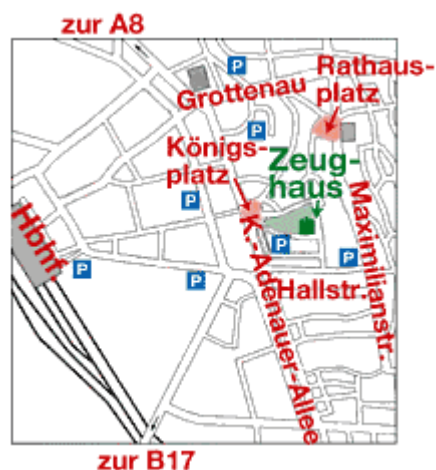 zur A8
P
Rathaus-
platz
Grottenau
P
Königs-
platz
Zeug-
haus
P
Hbhf
P
Maximilianstr.
P
P
P
Hallstr.
K.-Adenauer-Allee
zur B17